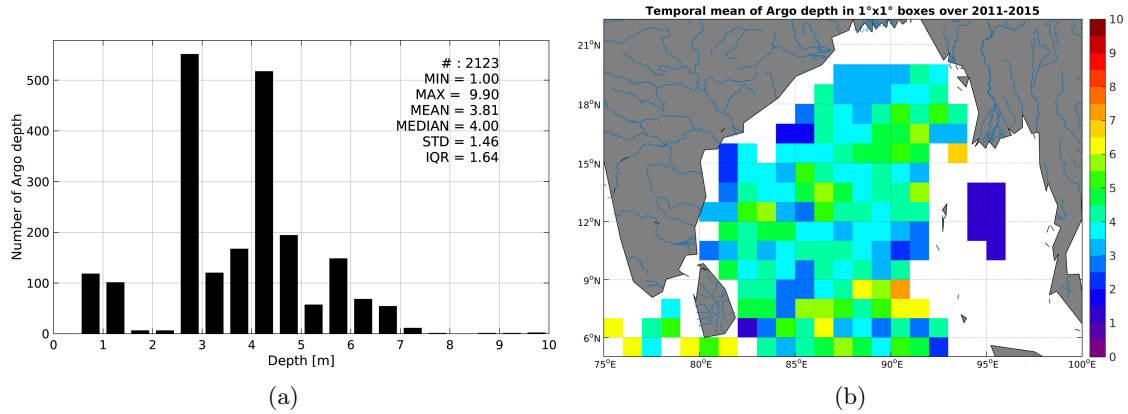 # : 2123
MIN = 1.00
MAX = 9.90
MEAN = 3.81
MEDIAN = 4.00
STD = 1.46
IQR = 1.64
Number of Argo depth
0
100
200
300
400
500
0 1 2 3 4 5 6 7 8 9 10
Depth [m]
(a)
Temporal mean of Argo depth in 1°x1° boxes over 2011-2015
21°N
18°N
15°N
12°N
9°N
6°N
75°E 80°E 85°E 90°E 95°E 100°E
10
9
8
7
6
5
4
3
2
1
0
(b)